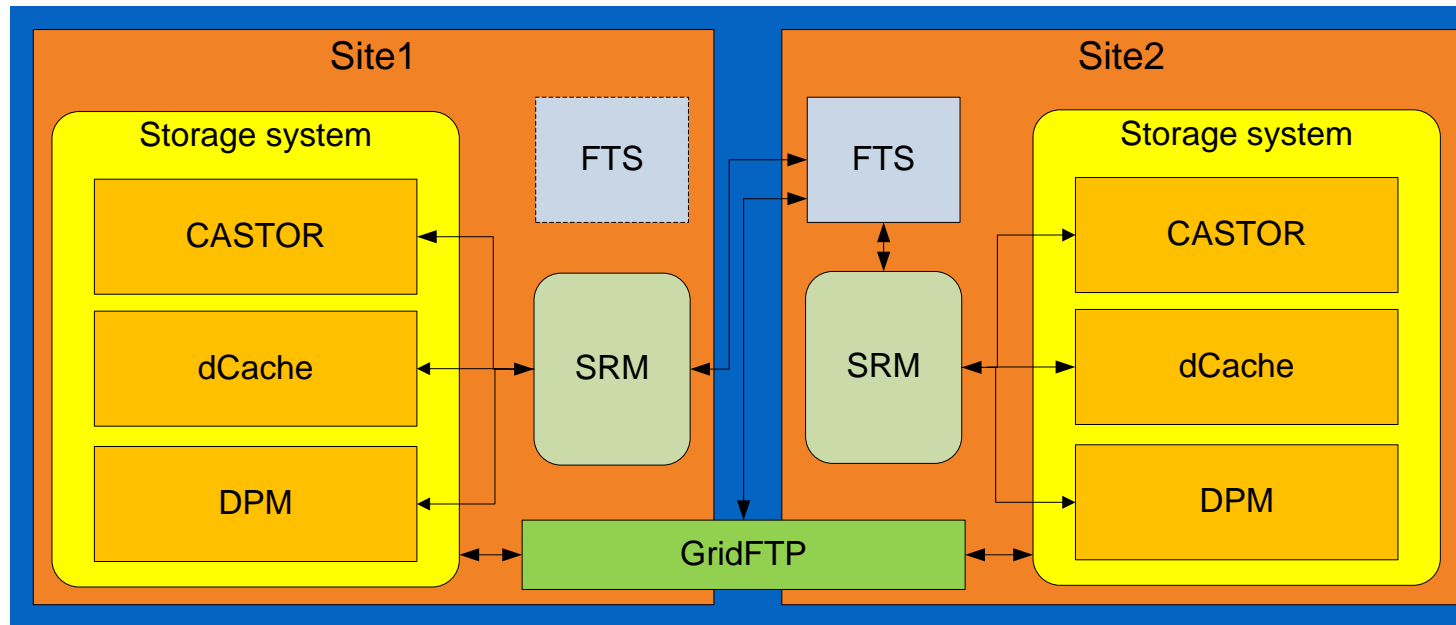 Site1
Storage system
CASTOR
dCache
DPM
FTS
SRM
Site2
FTS
SRM
Storage system
CASTOR
dCache
DPM
GridFTP